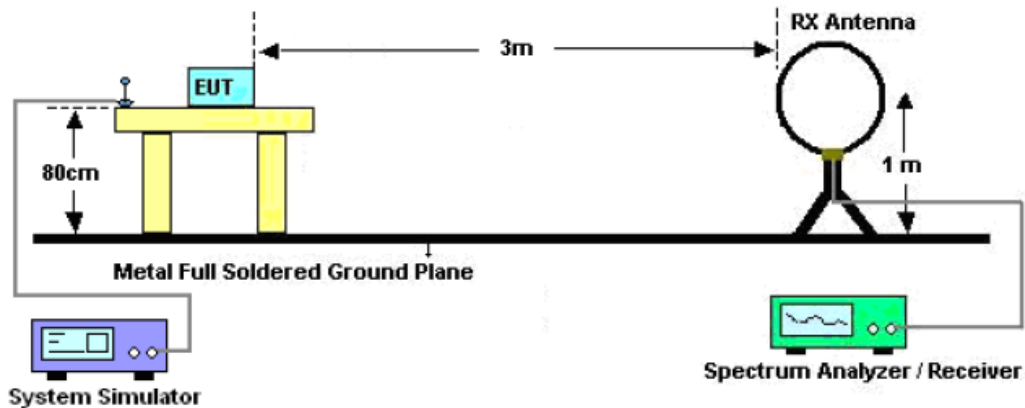 RX Antenna
3m
EUT
80cm
1 m
Metal Full Soldered Ground Plane
System Simulator
Spectrum Analyzer / Receiver